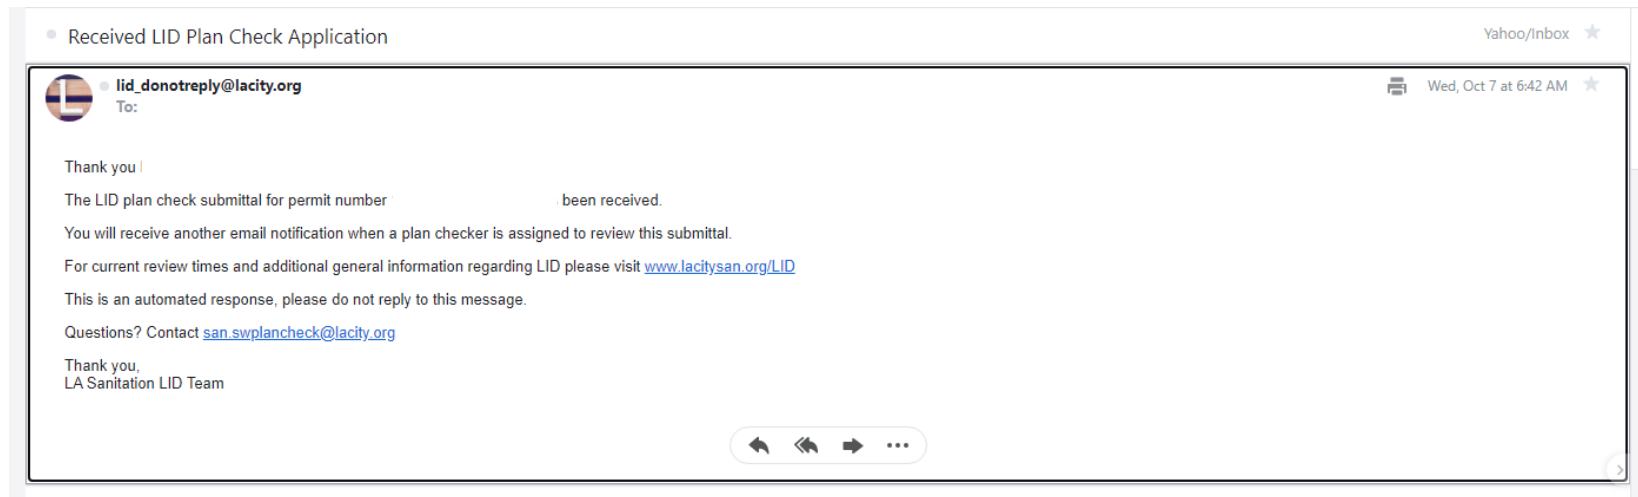 Received LID Plan Check Application
Yahoo/Inbox
L
lid_donotreply@lacity.org
Wed, Oct 7 at 6:42 AM
To:
Thank you
The LID plan check submittal for permit number been received.
You will receive another email notification when a plan checker is assigned to review this submittal.
For current review times and additional general information regarding LID please visit www.lacitysan.org/LID
This is an automated response, please do not reply to this message.
Questions? Contact san.swplancheck@lacity.org
Thank you,
LA Sanitation LID Team